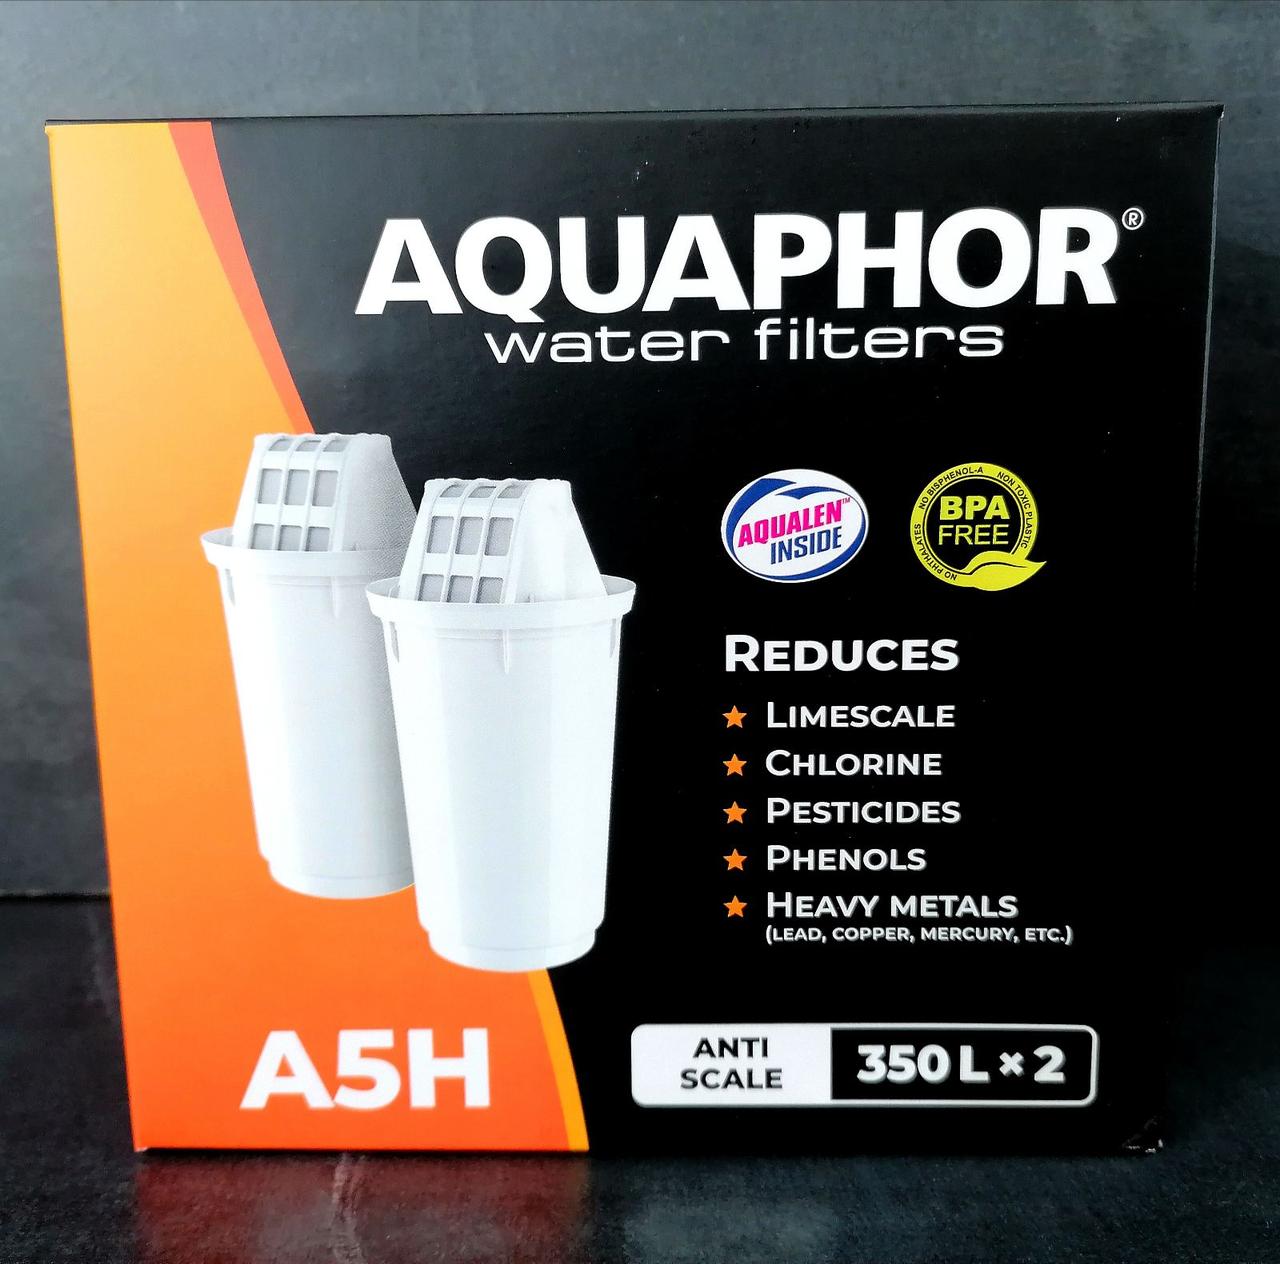 AQUAPHOR®
water filters
AQUALEN™
INSIDE
NO BISPHENOL-A
NON TOXIC PLASTIC
NO PHTHALATES
BPA
FREE
REDUCES
LIMESCALE
CHLORINE
PESTICIDES
PHENOLS
HEAVY METALS
(LEAD, COPPER, MERCURY, ETC.)
A5H
ANTI
SCALE
350 L × 2